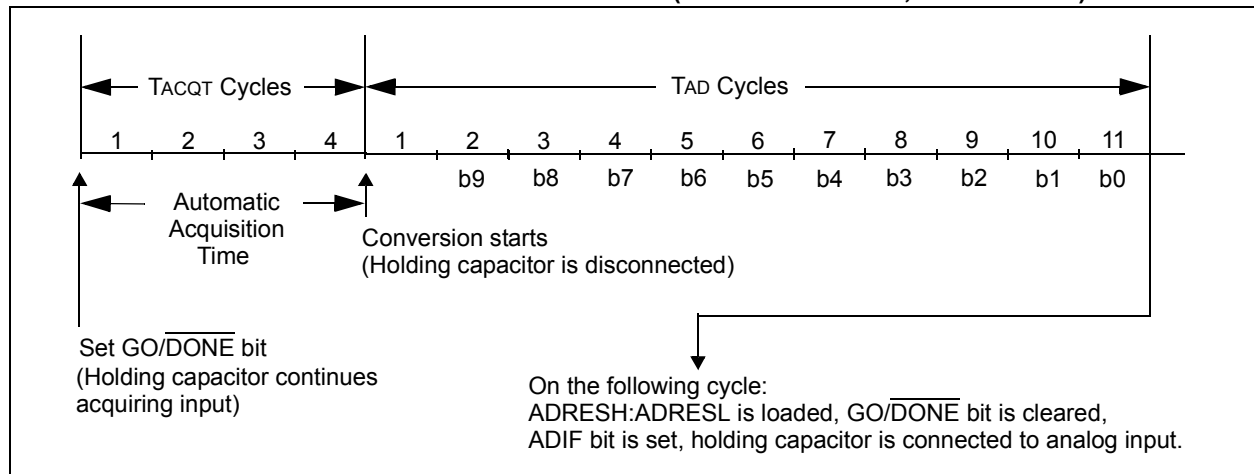 TACQT Cycles
TAD Cycles
1 2 3 4 1 2 3 4 5 6 7 8 9 10 11
b9 b8 b7 b6 b5 b4 b3 b2 b1 b0
Automatic
Acquisition
Time
Conversion starts
(Holding capacitor is disconnected)
Set GO/DONE bit
(Holding capacitor continues
acquiring input)
On the following cycle:
ADRESH:ADRESL is loaded, GO/DONE bit is cleared,
ADIF bit is set, holding capacitor is connected to analog input.